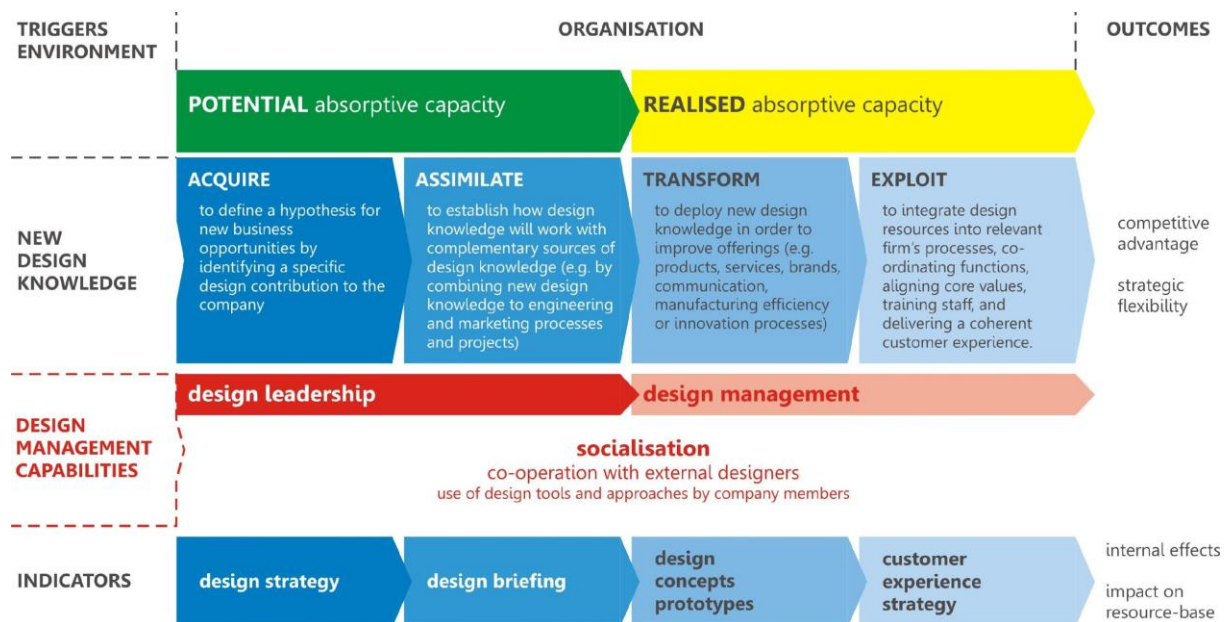 TRIGGERS
ENVIRONMENT
ORGANISATION
OUTCOMES
POTENTIAL absorptive capacity
REALISED absorptive capacity
NEW
DESIGN
KNOWLEDGE
ACQUIRE
to define a hypothesis for
new business
opportunities by
identifying a specific
design contribution to the
company
ASSIMILATE
to establish how design
knowledge will work with
complementary sources of
design knowledge (e.g. by
combining new design
knowledge to engineering
and marketing processes
and projects)
TRANSFORM
to deploy new design
knowledge in order to
improve offerings (e.g.
products, services, brands,
communication,
manufacturing efficiency
or innovation processes)
EXPLOIT
to integrate design
resources into relevant
firm's processes, co-
ordinating functions,
aligning core values,
training staff, and
delivering a coherent
customer experience.
competitive
advantage
strategic
flexibility
DESIGN
MANAGEMENT
CAPABILITIES
design leadership
design management
socialisation
co-operation with external designers
use of design tools and approaches by company members
INDICATORS
design strategy
design briefing
design
concepts
prototypes
customer
experience
strategy
internal effects
impact on
resource-base